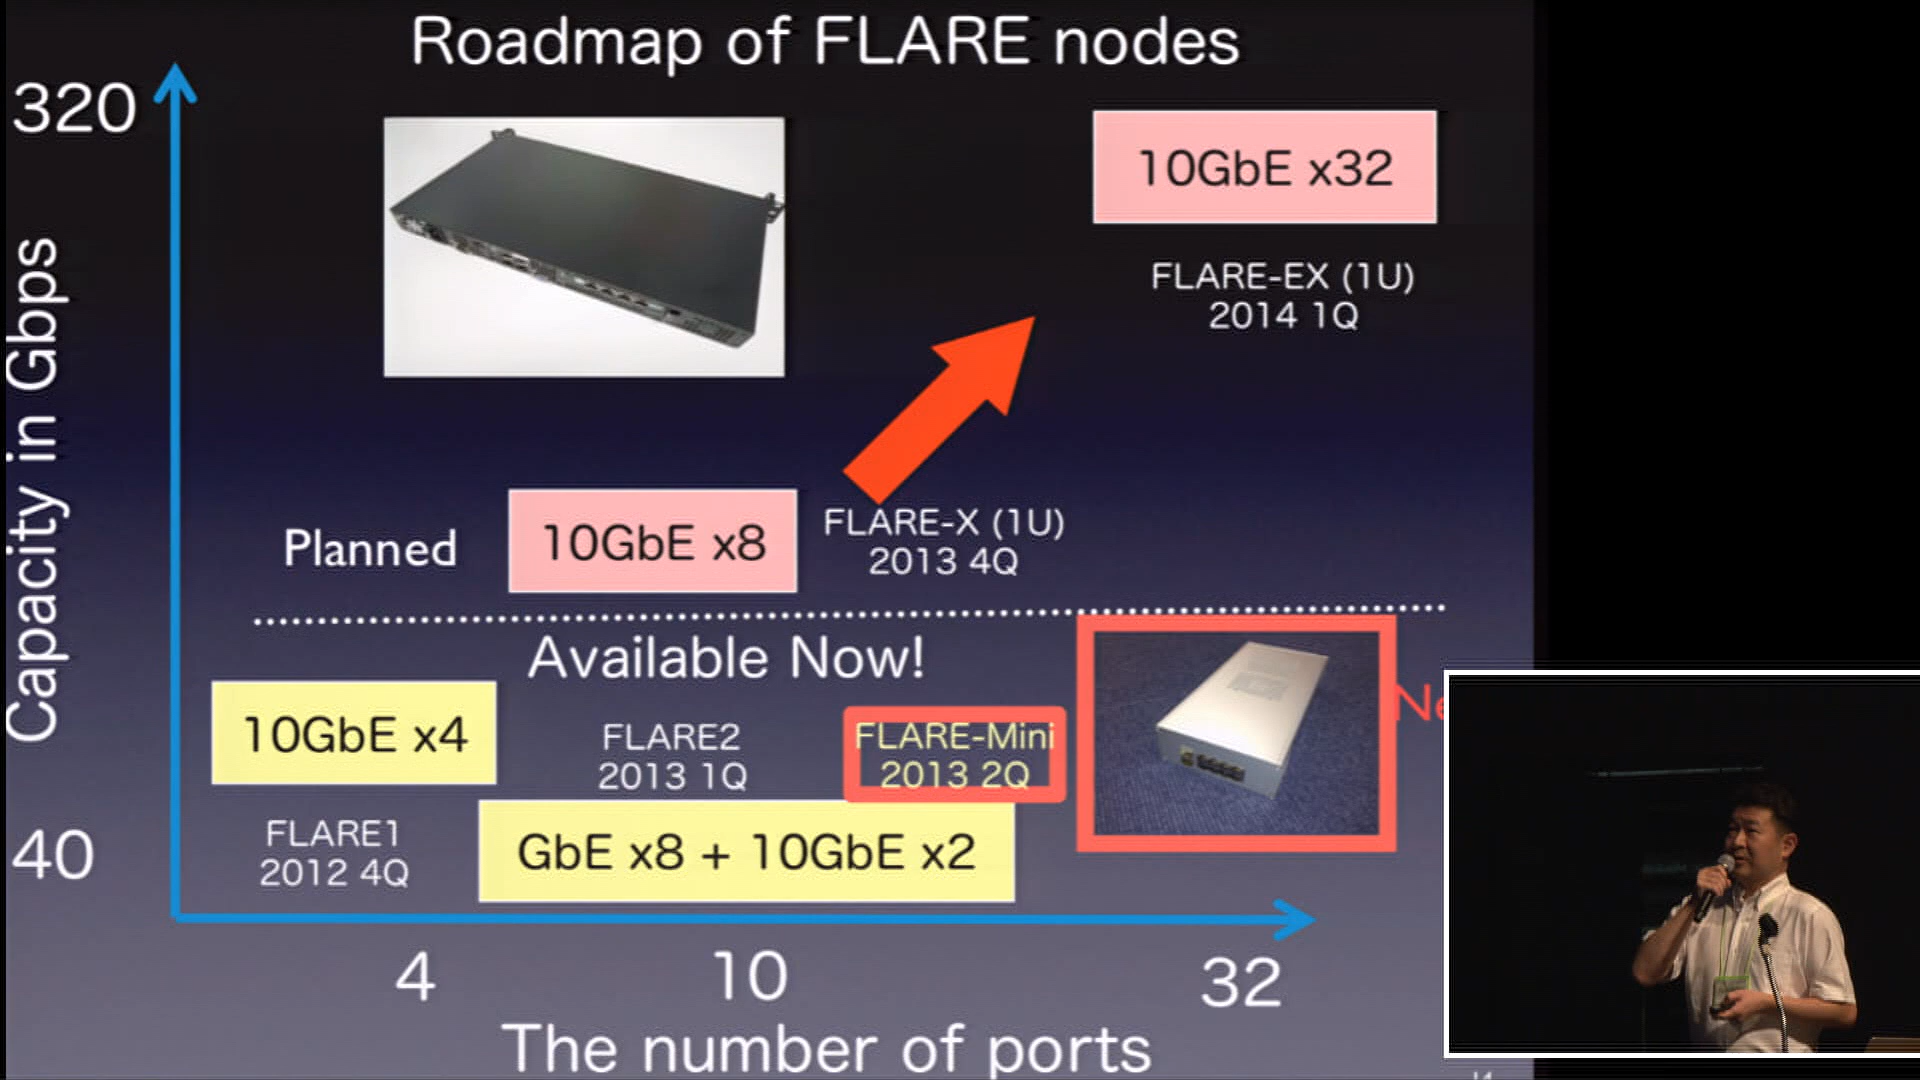 Roadmap of FLARE nodes
320
Capacity in Gbps
10GbE x32
FLARE-EX (1U)
2014 1Q
Planned
10GbE x8
FLARE-X (1U)
2013 4Q
Available Now!
10GbE x4
FLARE2
2013 1Q
FLARE-Mini
2013 2Q
FLARE1
2012 4Q
GbE x8 + 10GbE x2
40
4
10
32
The number of ports